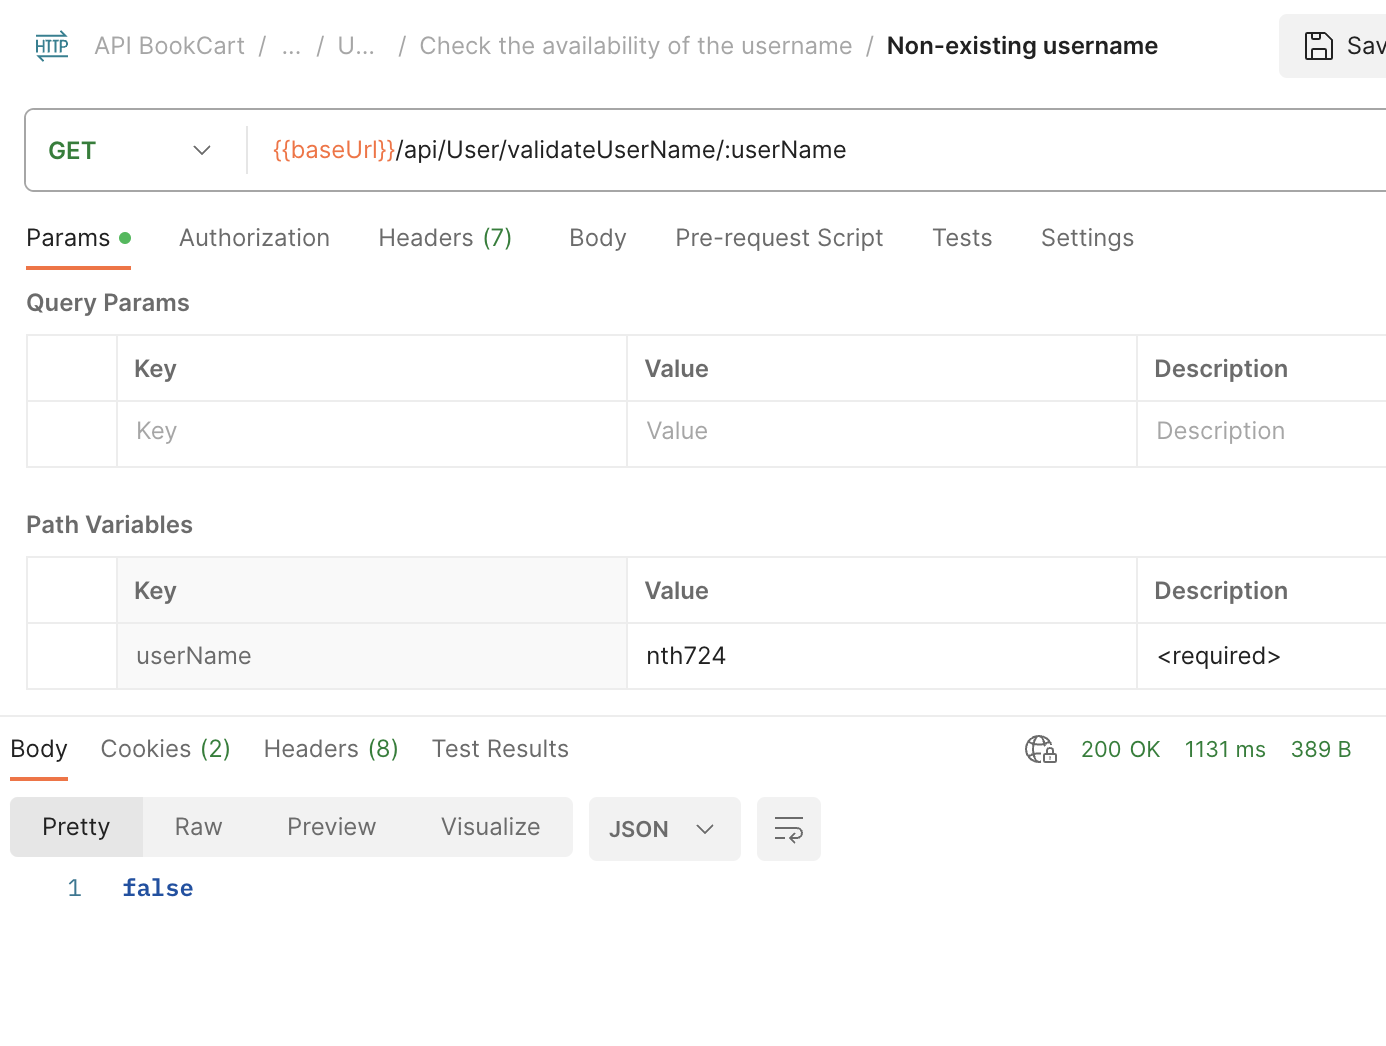 HTTP API BookCart / ... / U... / Check the availability of the username / Non-existing username Sav
GET {{baseUrl}}/api/User/validateUserName/:userName
Params Authorization Headers (7) Body Pre-request Script Tests Settings
Query Params
Key Value Description
Key Value Description
Path Variables
Key Value Description
userName nth724 <required>
Body Cookies (2) Headers (8) Test Results 200 OK 1131 ms 389 B
Pretty Raw Preview Visualize JSON
1 false